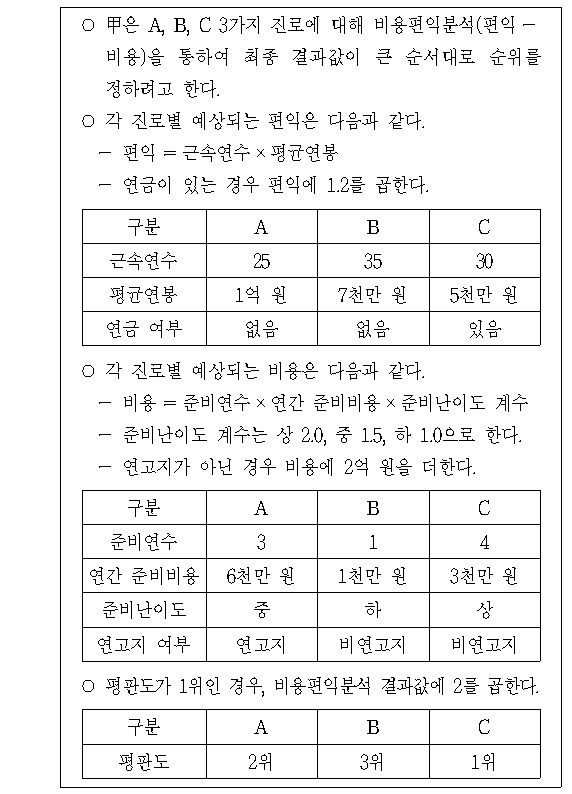 ○ 甲은 A, B, C 3가지 진로에 대해 비용편익분석(편익 −
비용)을 통하여 최종 결과값이 큰 순서대로 순위를
정하려고 한다.
○ 각 진로별 예상되는 편익은 다음과 같다.
− 편익 = 근속연수 × 평균연봉
− 연금이 있는 경우 편익에 1.2를 곱한다.
구분 A B C
근속연수 25 35 30
평균연봉 1억 원 7천만 원 5천만 원
연금 여부 없음 없음 있음
○ 각 진로별 예상되는 비용은 다음과 같다.
− 비용 = 준비연수 × 연간 준비비용 × 준비난이도 계수
− 준비난이도 계수는 상 2.0, 중 1.5, 하 1.0으로 한다.
− 연고지가 아닌 경우 비용에 2억 원을 더한다.
구분 A B C
준비연수 3 1 4
연간 준비비용 6천만 원 1천만 원 3천만 원
준비난이도 중 하 상
연고지 여부 연고지 비연고지 비연고지
○ 평판도가 1위인 경우, 비용편익분석 결과값에 2를 곱한다.
구분 A B C
평판도 2위 3위 1위